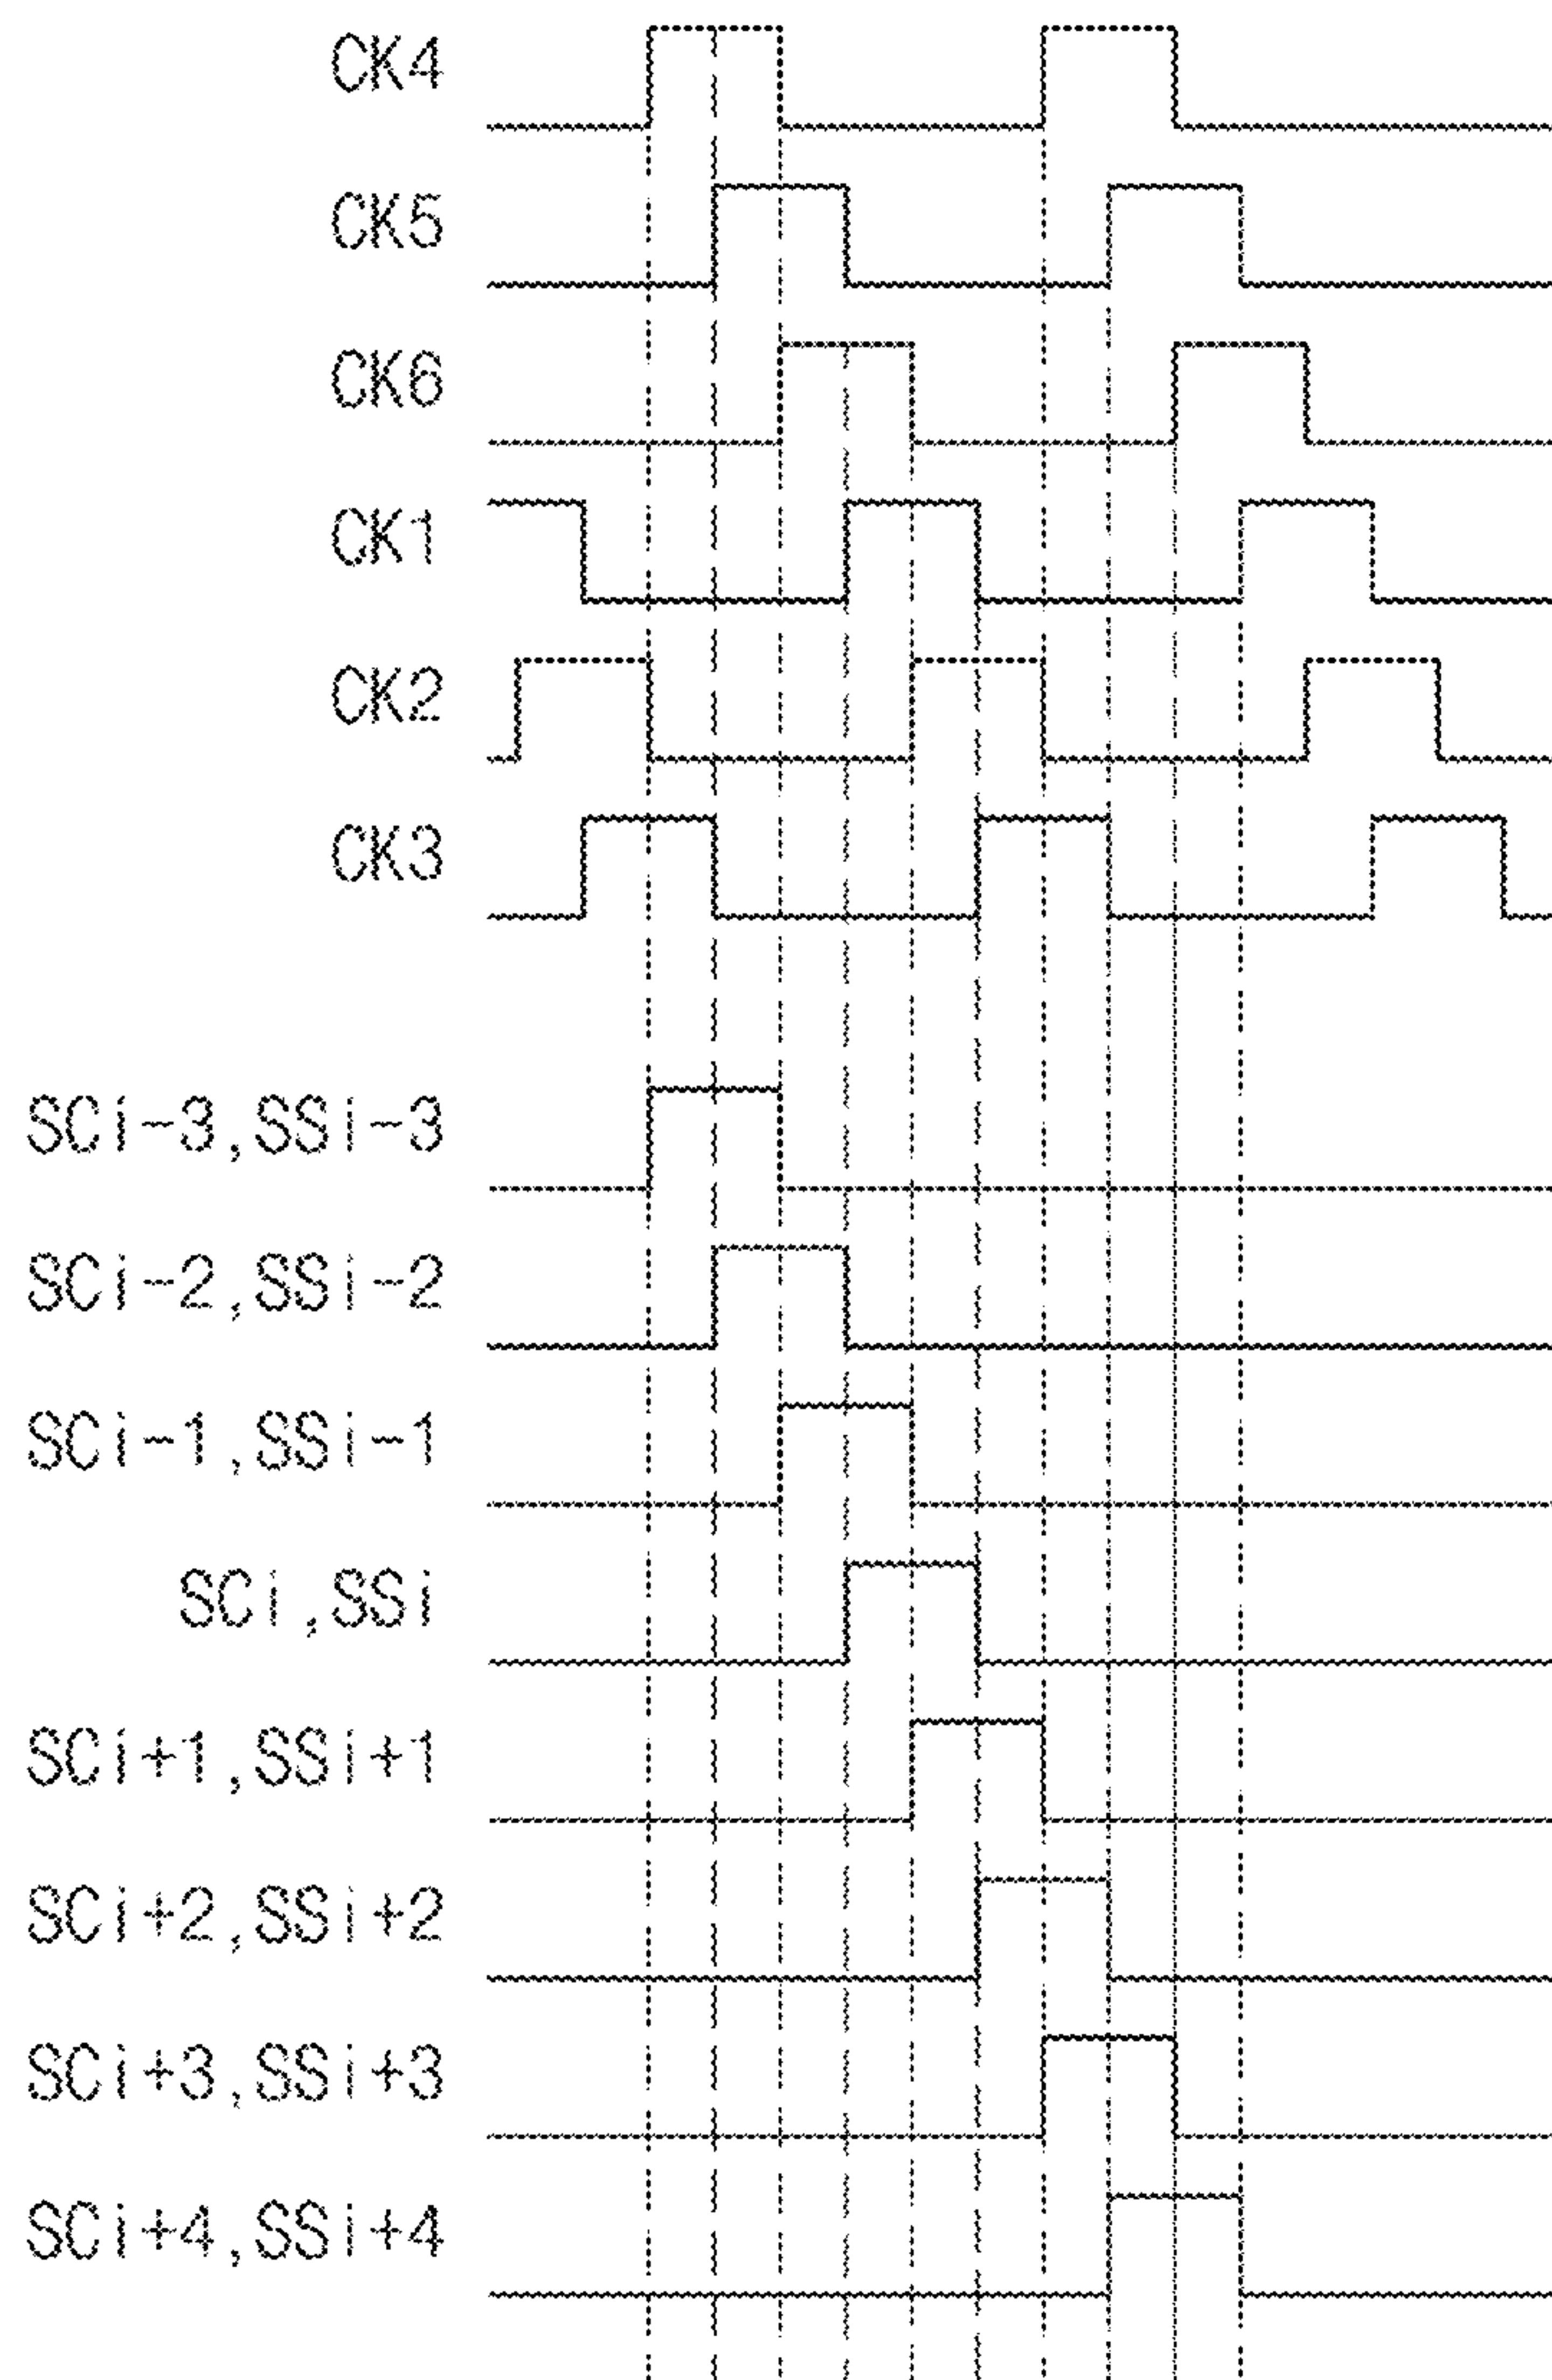 CK4
CK5
CK6
CK1
CK2
CK3
SCi-3,SSi-3
SCi-2,SSi-2
SCi-1,SSi-1
SCi,SSi
SCi+1,SSi+1
SCi+2,SSi+2
SCi+3,SSi+3
SCi+4,SSi+4